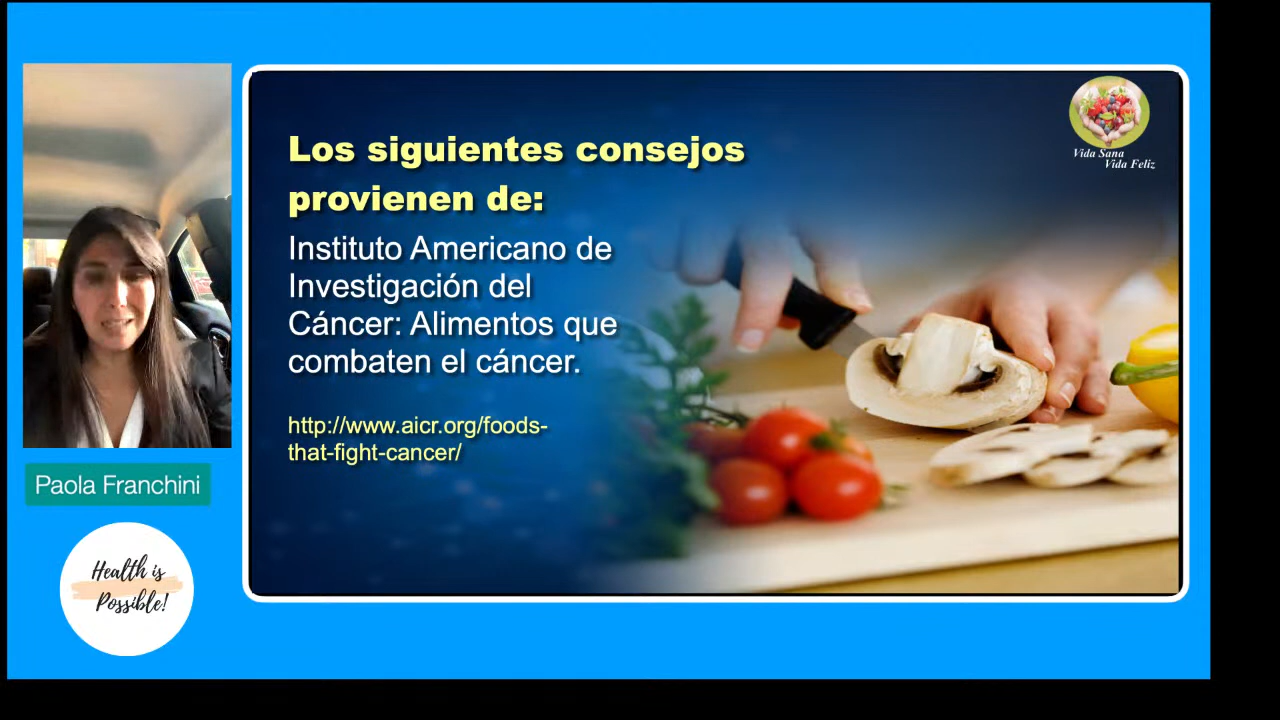 Los siguientes consejos
provienen de:
Instituto Americano de
Investigación del
Cáncer: Alimentos que
combaten el cáncer.
http://www.aicr.org/foods-
that-fight-cancer/
Vida Sana
Vida Feliz
Paola Franchini
Health is
Possible!